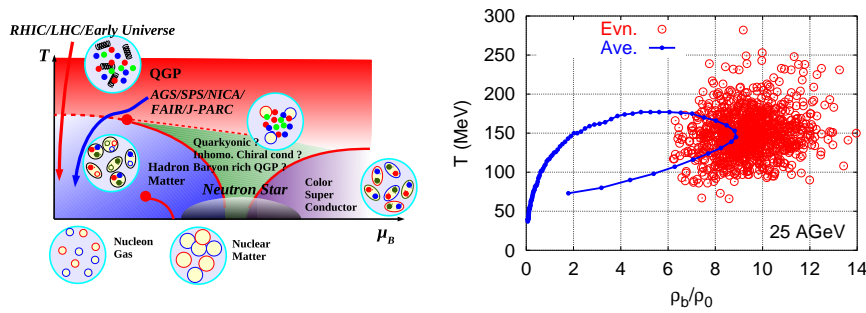 RHIC/LHC/Early Universe
T
QGP
AGS/SPS/NICA/
FAIR/J-PARC
Quarkyonic ?
Inhomo. Chiral cond ?
Hadron Baryon rich QGP ?
Matter
Neutron Star
Color
Super
Conductor
μB
Nucleon
Gas
Nuclear
Matter
300
250
200
150
100
50
0
T (MeV)
Evn.
Ave.
25 AGeV
0 2 4 6 8 10 12 14
ρb/ρ0